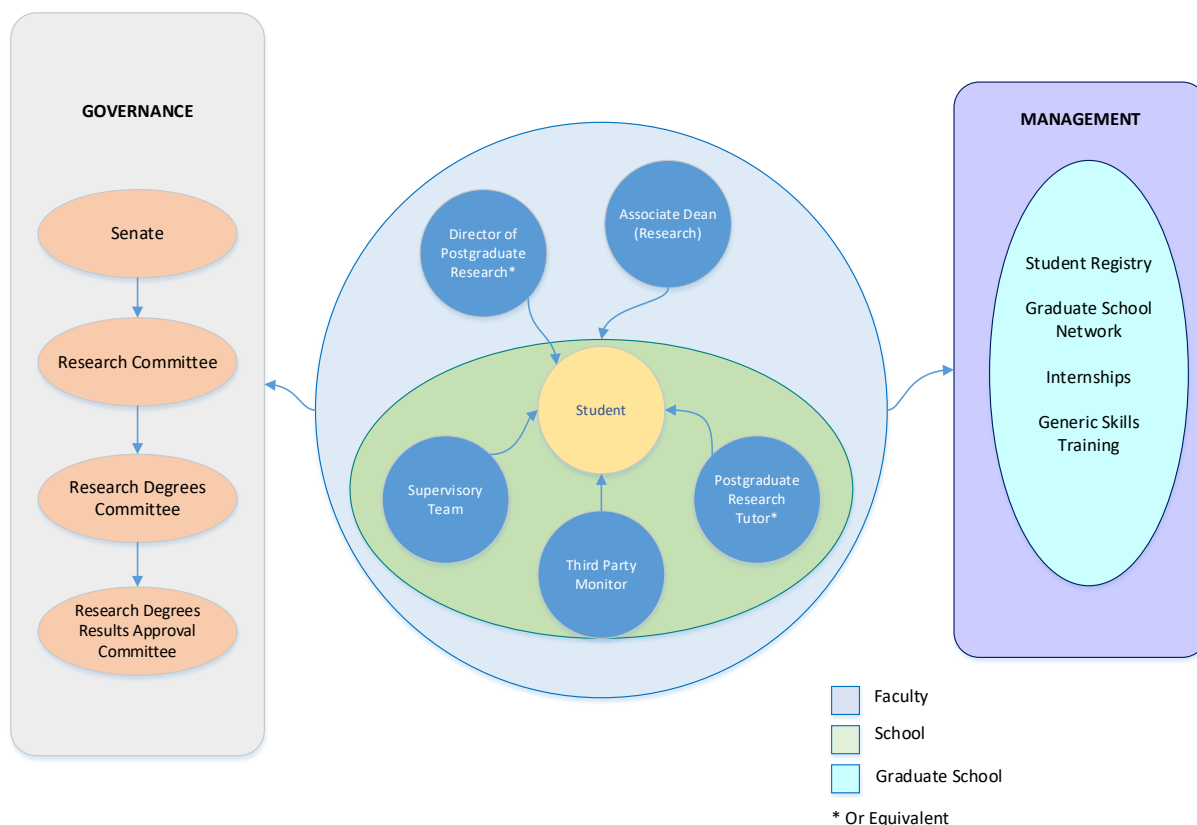 GOVERNANCE
Senate
Research Committee
Research Degrees
Committee
Research Degrees
Results Approval
Committee
Director of
Postgraduate
Research*
Associate Dean
(Research)
Student
Supervisory
Team
Third Party
Monitor
Postgraduate
Research
Tutor*
MANAGEMENT
Student Registry
Graduate School
Network
Internships
Generic Skills
Training
Faculty
School
Graduate School
* Or Equivalent